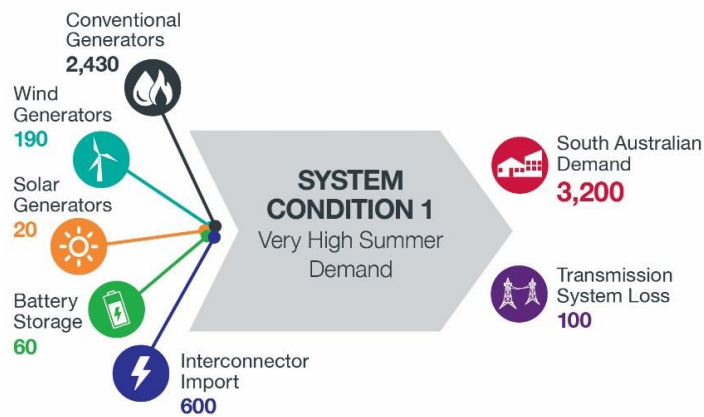 Conventional
Generators
2,430
Wind
Generators
190
Solar
Generators
20
Battery
Storage
60
Interconnector
Import
600
SYSTEM
CONDITION 1
Very High Summer
Demand
South Australian
Demand
3,200
Transmission
System Loss
100